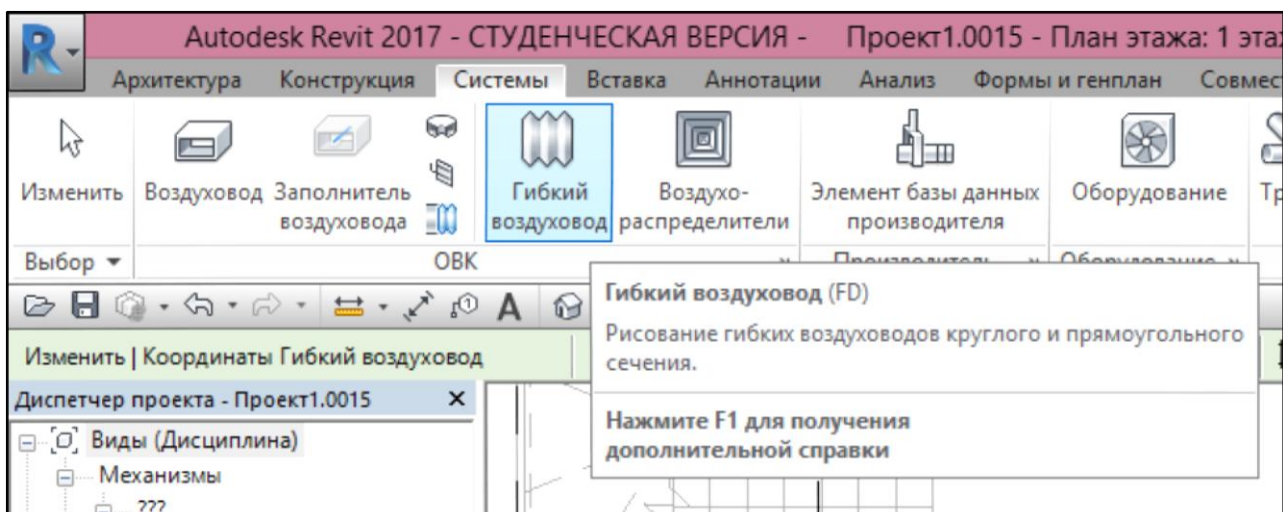 Autodesk Revit 2017 - СТУДЕНЧЕСКАЯ ВЕРСИЯ - Проект1.0015 - План этажа: 1 этаж
Архитектура Конструкция Системы Вставка Аннотации Анализ Формы и генплан
Изменить Воздуховод Заполнитель воздуховода Гибкий воздуховод Воздухо-распределители Элемент базы данных производителя Оборудование
Выбор ОВК Производитель Оборудование
Изменить | Координаты Гибкий воздуховод
Диспетчер проекта - Проект1.0015
Виды (Дисциплина)
Механизмы
???
Гибкий воздуховод (FD)
Рисование гибких воздуховодов круглого и прямоугольного
сечения.
Нажмите F1 для получения
дополнительной справки